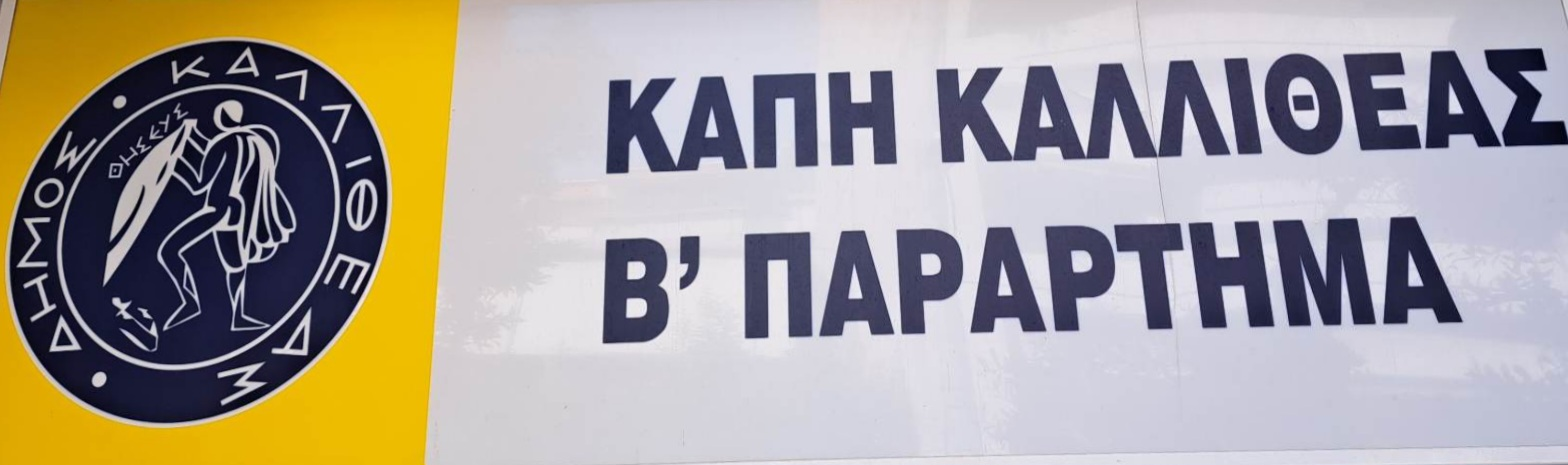 ΔΗΜΟΣ • ΚΑΛΛΙΘΕΑΣ •
ΘΗΣΕΥΣ
ΚΑΠΗ ΚΑΛΛΙΘΕΑΣ
Β’ ΠΑΡΑΡΤΗΜΑ